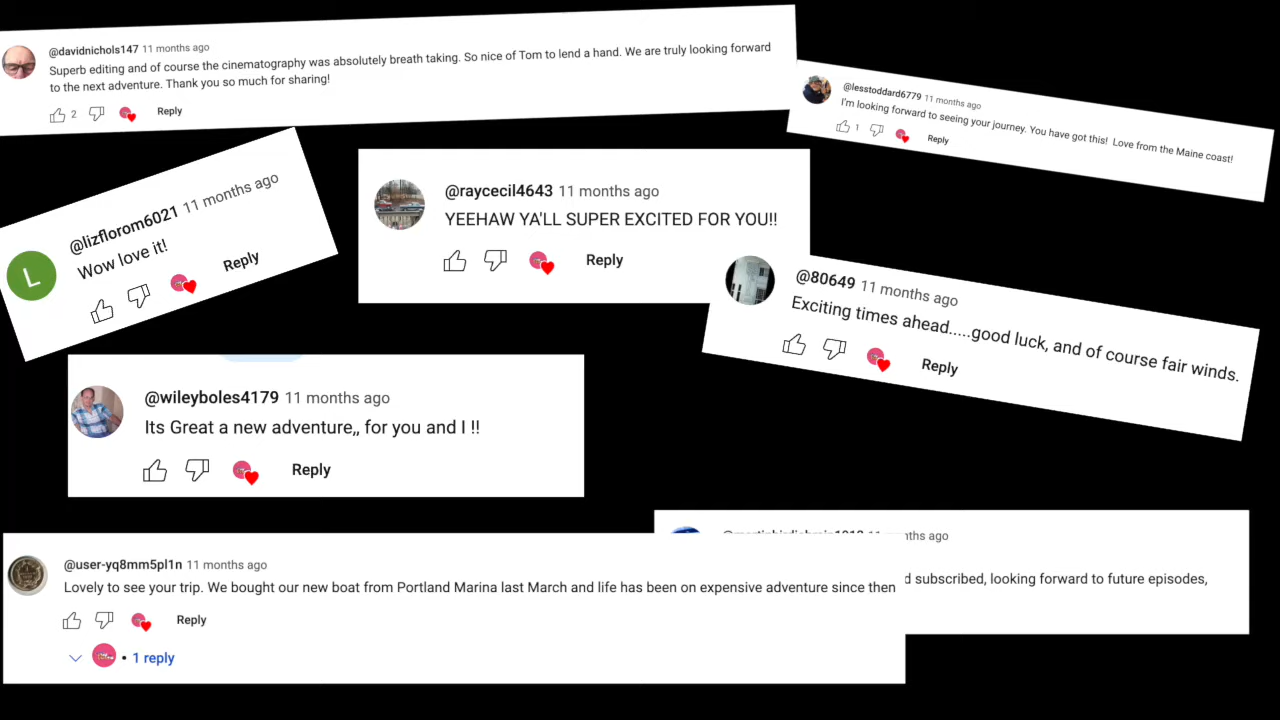 @davidnichols147 11 months ago
Superb editing and of course the cinematography was absolutely breath taking. So nice of Tom to lend a hand. We are truly looking forward
to the next adventure. Thank you so much for sharing!
2 Reply
@lesstoddard6779 11 months ago
I'm looking forward to seeing your journey. You have got this! Love from the Maine coast!
1 Reply
@lizflorom6021 11 months ago
L
Wow love it!
Reply
@raycecil4643 11 months ago
YEEHAW YA'LL SUPER EXCITED FOR YOU!!
Reply
@80649 11 months ago
Exciting times ahead.....good luck, and of course fair winds.
Reply
@wileyboles4179 11 months ago
Its Great a new adventure,, for you and I !!
Reply
ago
subscribed, looking forward to future episodes,
@user-yq8mm5pl1n 11 months ago
Lovely to see your trip. We bought our new boat from Portland Marina last March and life has been on expensive adventure since then
Reply
• 1 reply